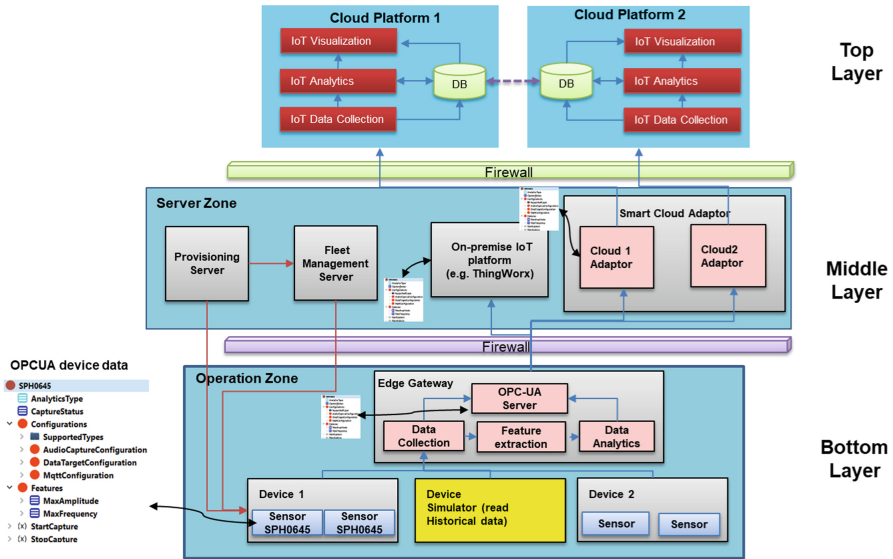 Cloud Platform 1
IoT Visualization
IoT Analytics
IoT Data Collection
DB
Cloud Platform 2
IoT Visualization
IoT Analytics
IoT Data Collection
DB
Top
Layer
Firewall
Server Zone
Provisioning
Server
Fleet
Management
Server
On-premise IoT
platform
(e.g. ThingWorx)
Smart Cloud Adaptor
Cloud 1
Adaptor
Cloud2
Adaptor
Middle
Layer
Firewall
OPCUA device data
SPH0645
AnalyticsType
CaptureStatus
Configurations
SupportedTypes
AudioCaptureConfiguration
DataTargetConfiguration
MqttConfiguration
Features
MaxAmplitude
MaxFrequency
(x) StartCapture
(x) StopCapture
Operation Zone
Edge Gateway
OPC-UA
Server
Data
Collection
Feature
extraction
Data
Analytics
Device 1
Sensor
SPH0645
Sensor
SPH0645
Device
Simulator (read
Historical data)
Device 2
Sensor
Sensor
Bottom
Layer